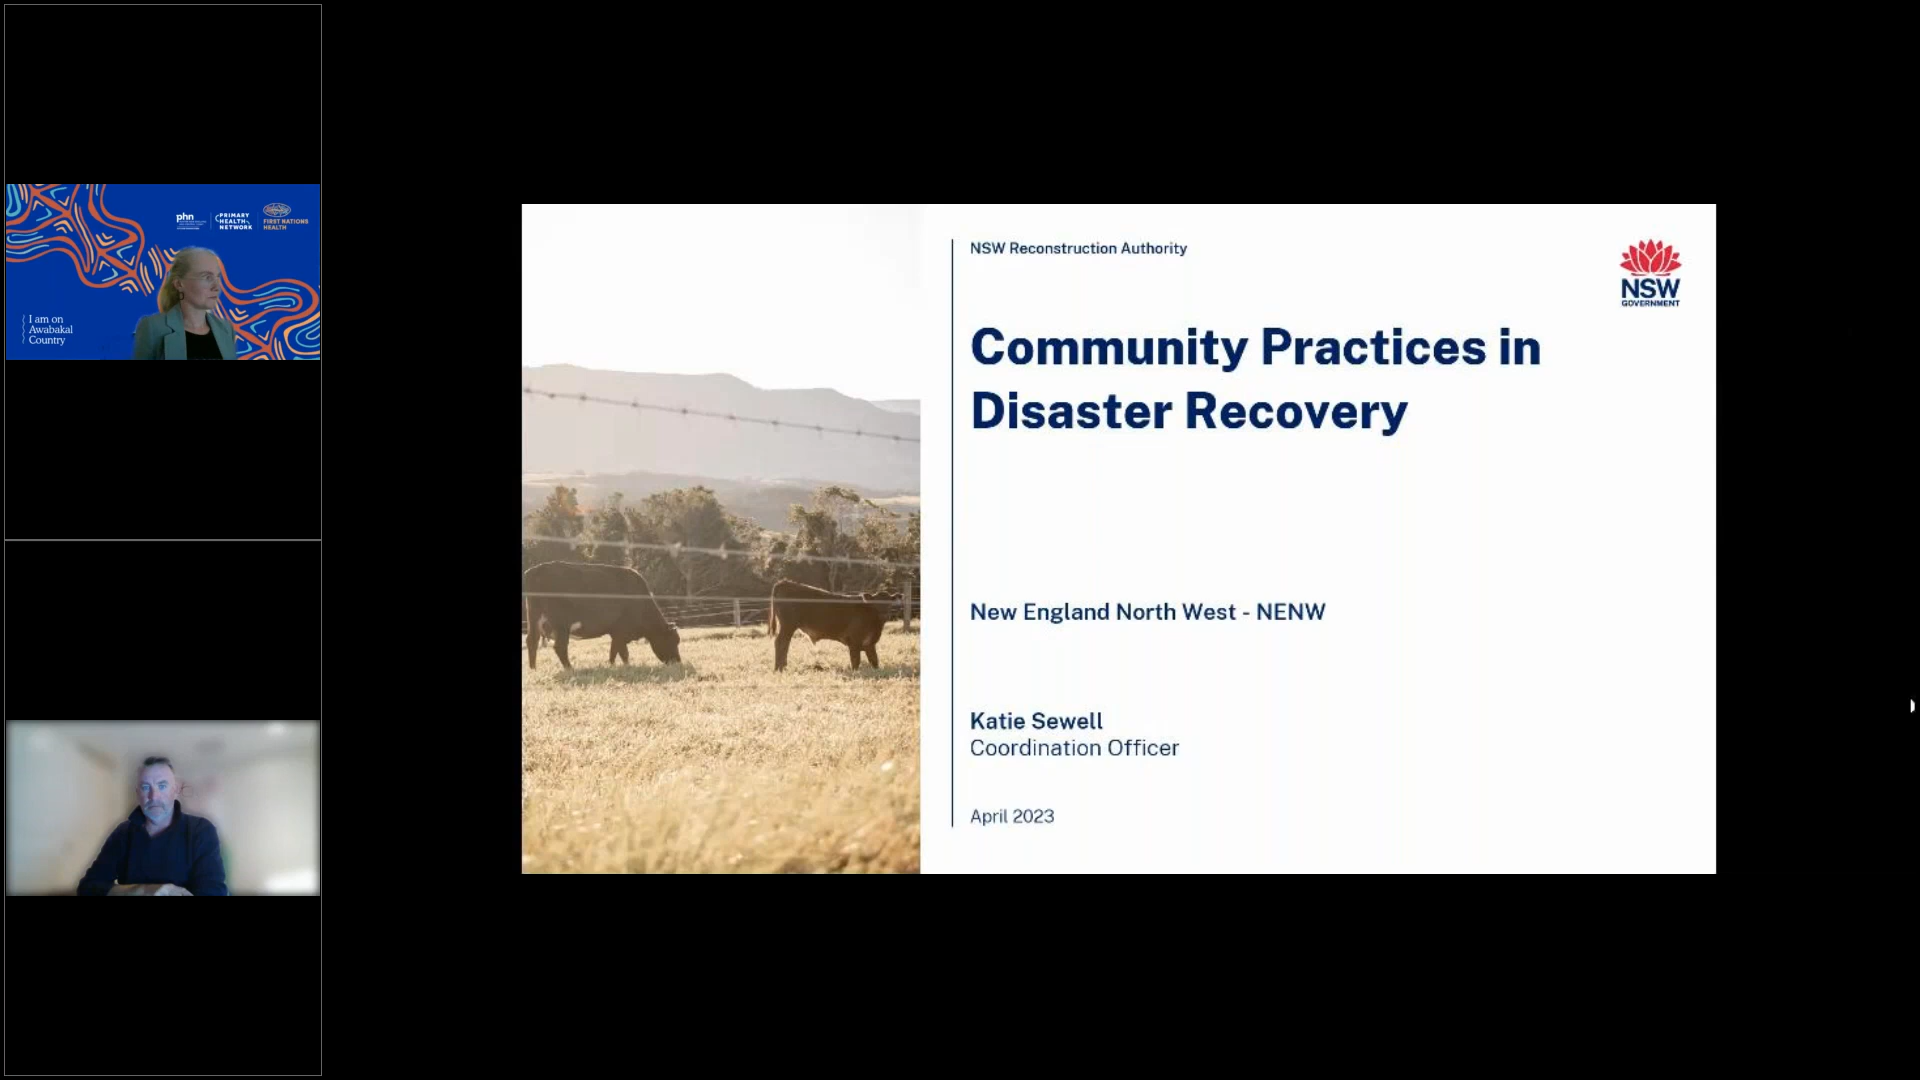 phn
PRIMARY
HEALTH
NETWORK
FIRST NATIONS
HEALTH
I am on
Awabakal
Country
NSW Reconstruction Authority
NSW
GOVERNMENT
Community Practices in
Disaster Recovery
New England North West - NENW
Katie Sewell
Coordination Officer
April 2023